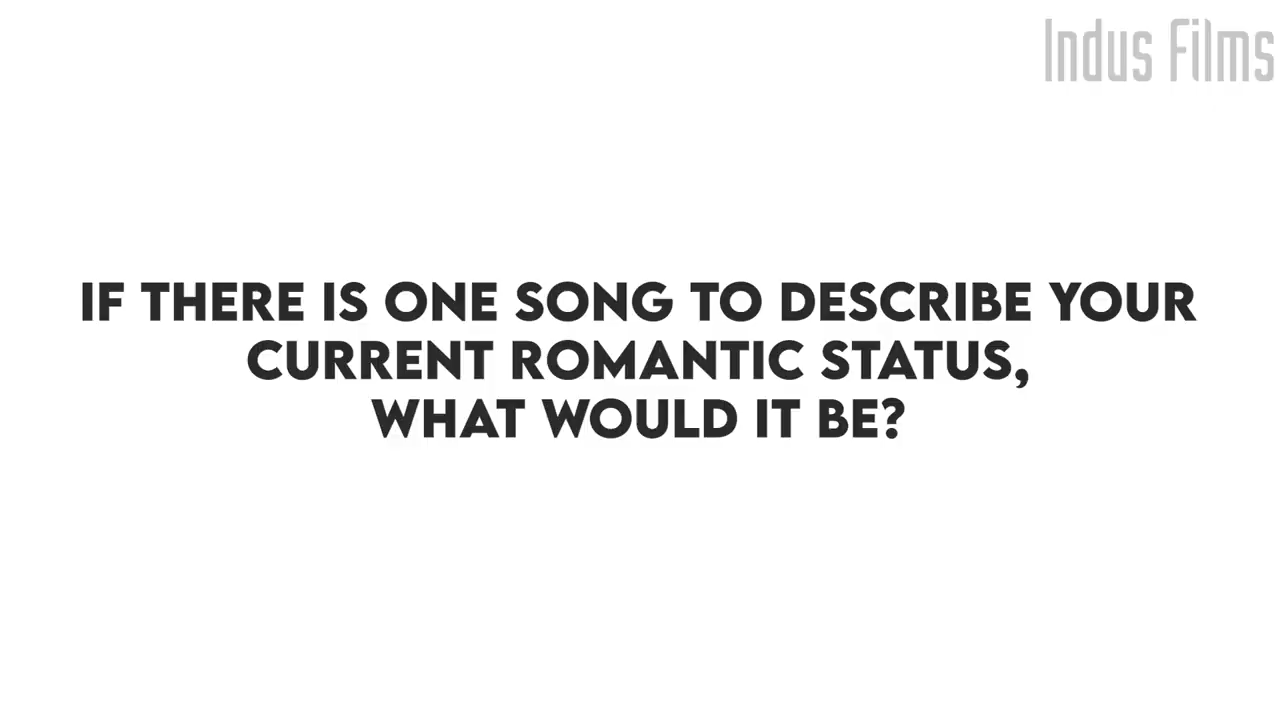 Indus Films
IF THERE IS ONE SONG TO DESCRIBE YOUR
CURRENT ROMANTIC STATUS,
WHAT WOULD IT BE?